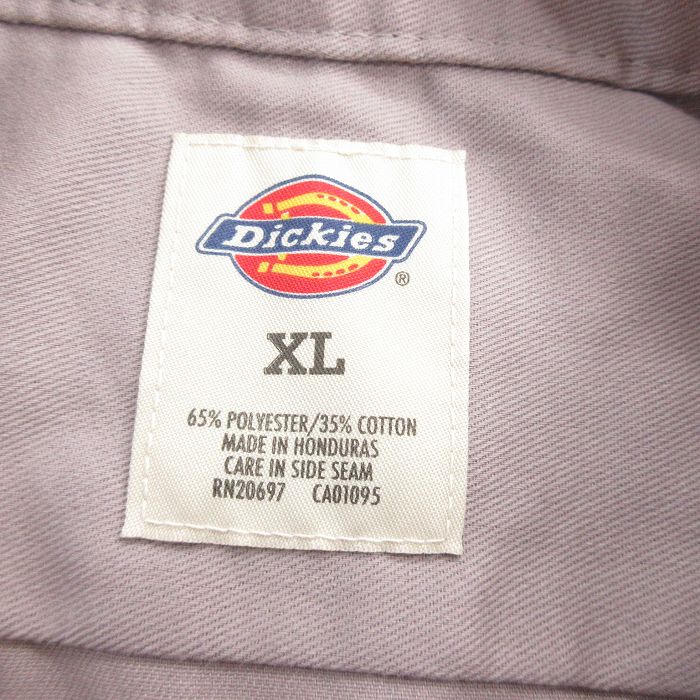 Dickies
®
XL
65% POLYESTER/35% COTTON
MADE IN HONDURAS
CARE IN SIDE SEAM
RN20697 CA01095